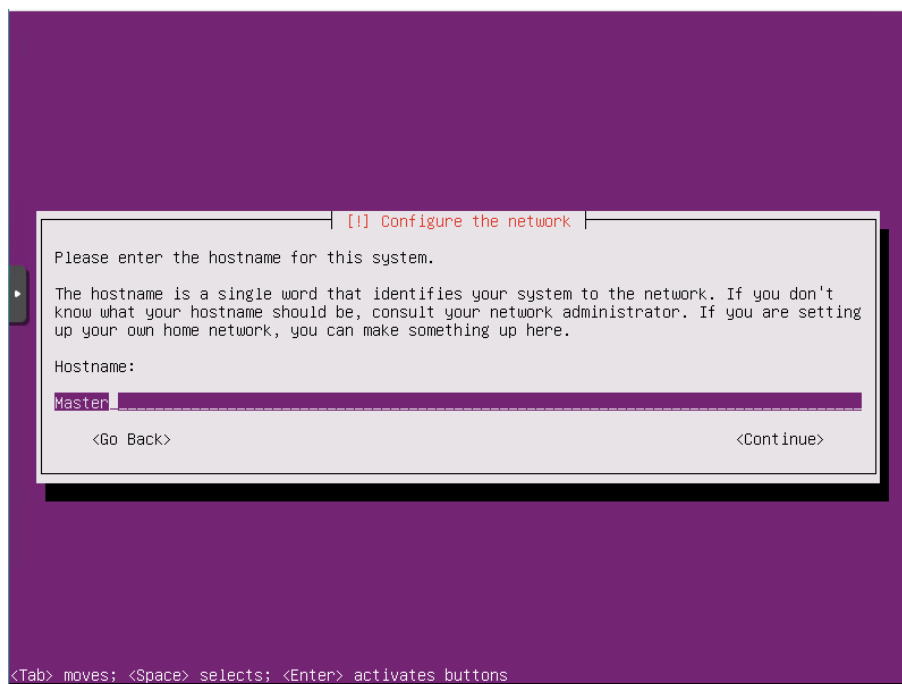 [!] Configure the network
Please enter the hostname for this system.
The hostname is a single word that identifies your system to the network. If you don't
know what your hostname should be, consult your network administrator. If you are setting
up your own home network, you can make something up here.
Hostname:
Master
<Go Back> <Continue>
<Tab> moves; <Space> selects; <Enter> activates buttons